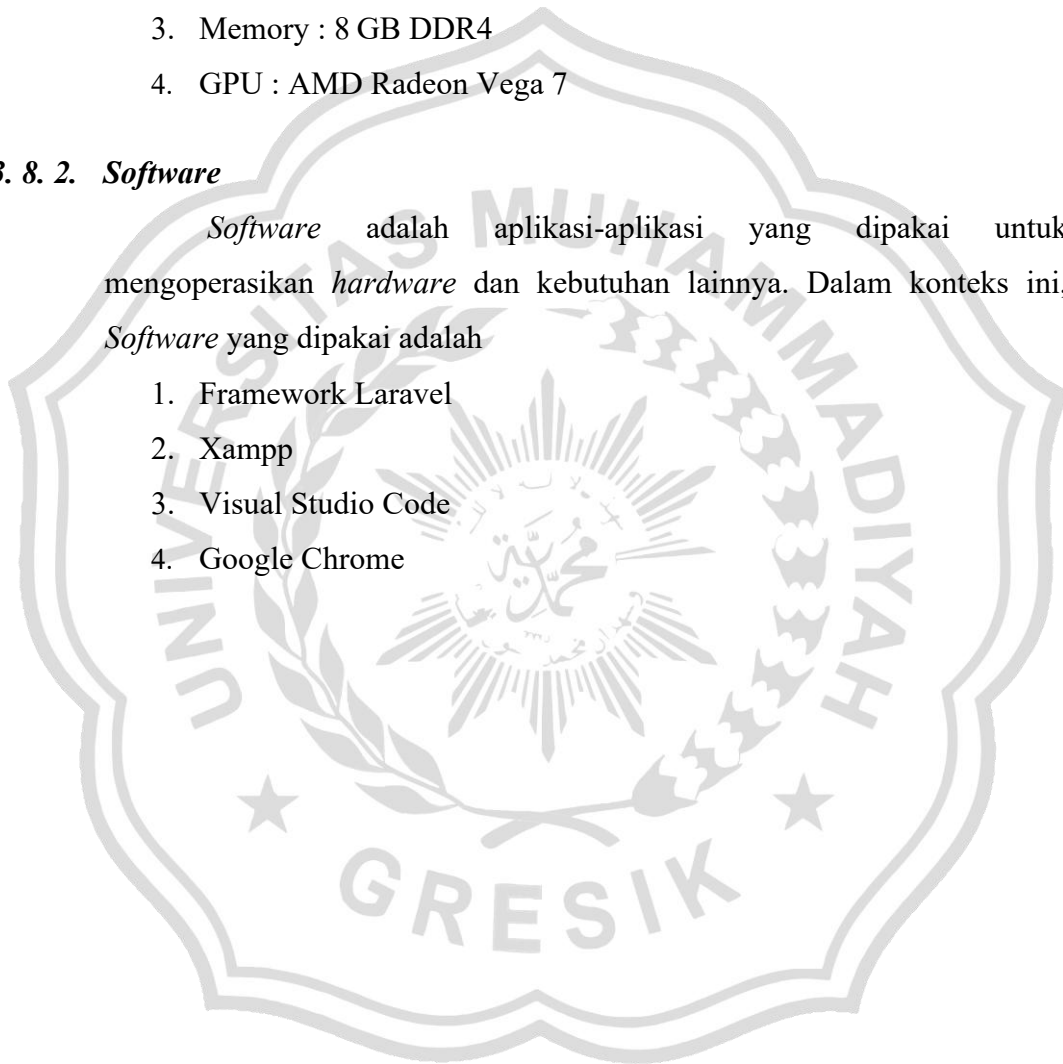 3. Memory : 8 GB DDR4
4. GPU : AMD Radeon Vega 7
3. 8. 2. Software
Software adalah aplikasi-aplikasi yang dipakai untuk
mengoperasikan hardware dan kebutuhan lainnya. Dalam konteks ini,
Software yang dipakai adalah
1. Framework Laravel
2. Xampp
3. Visual Studio Code
4. Google Chrome
UNIVERSITAS MUHAMMADIYAH
GRESIK